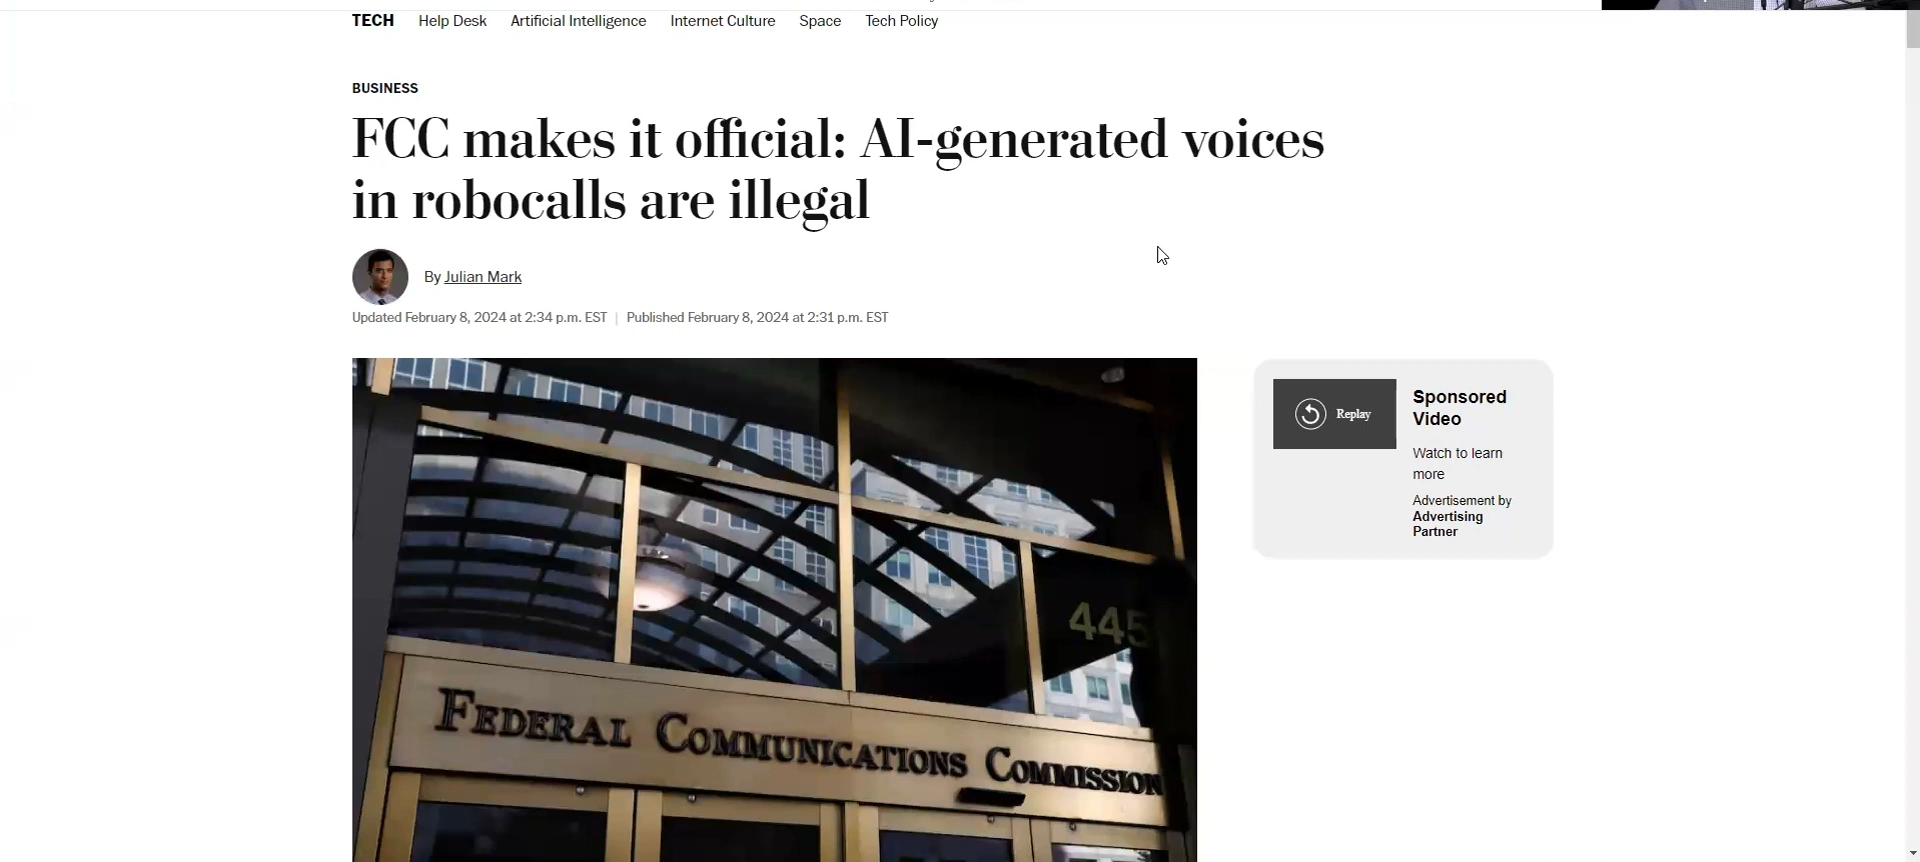 TECH Help Desk Artificial Intelligence Internet Culture Space Tech Policy
BUSINESS
FCC makes it official: AI-generated voices
in robocalls are illegal
By Julian Mark
Updated February 8, 2024 at 2:34 p.m. EST | Published February 8, 2024 at 2:31 p.m. EST
Replay
Sponsored
Video
Watch to learn
more
Advertisement by
Advertising
Partner
445
FEDERAL COMMUNICATIONS COMMISSION